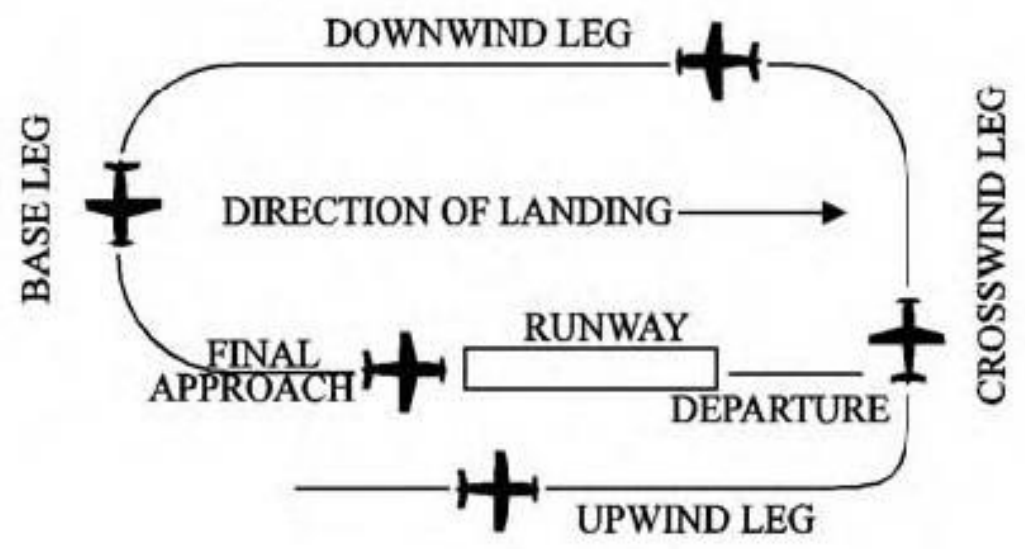 DOWNWIND LEG
BASE LEG
CROSSWIND LEG
DIRECTION OF LANDING
RUNWAY
FINAL
APPROACH
DEPARTURE
UPWIND LEG